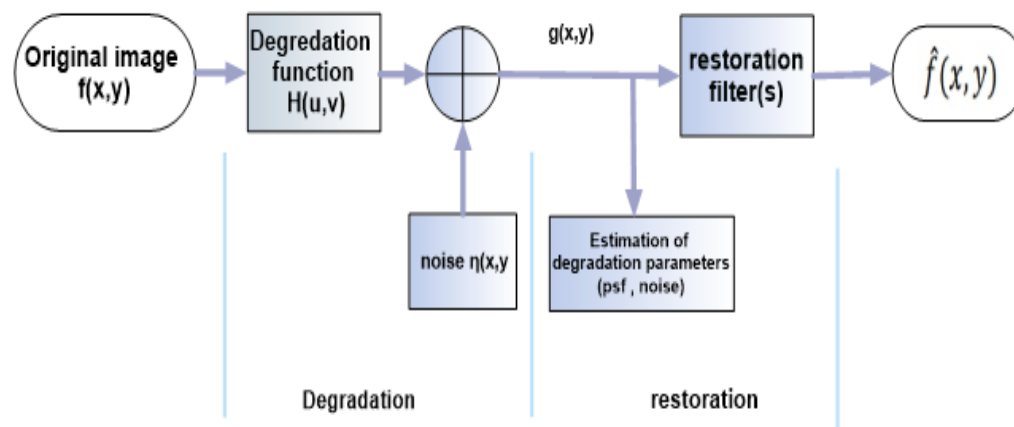 Original image
f(x,y)
Degredation
function
H(u,v)
g(x,y)
restoration
filter(s)
f̂(x, y)
noise η(x,y
Estimation of
degradation parameters
(psf , noise)
Degradation
restoration